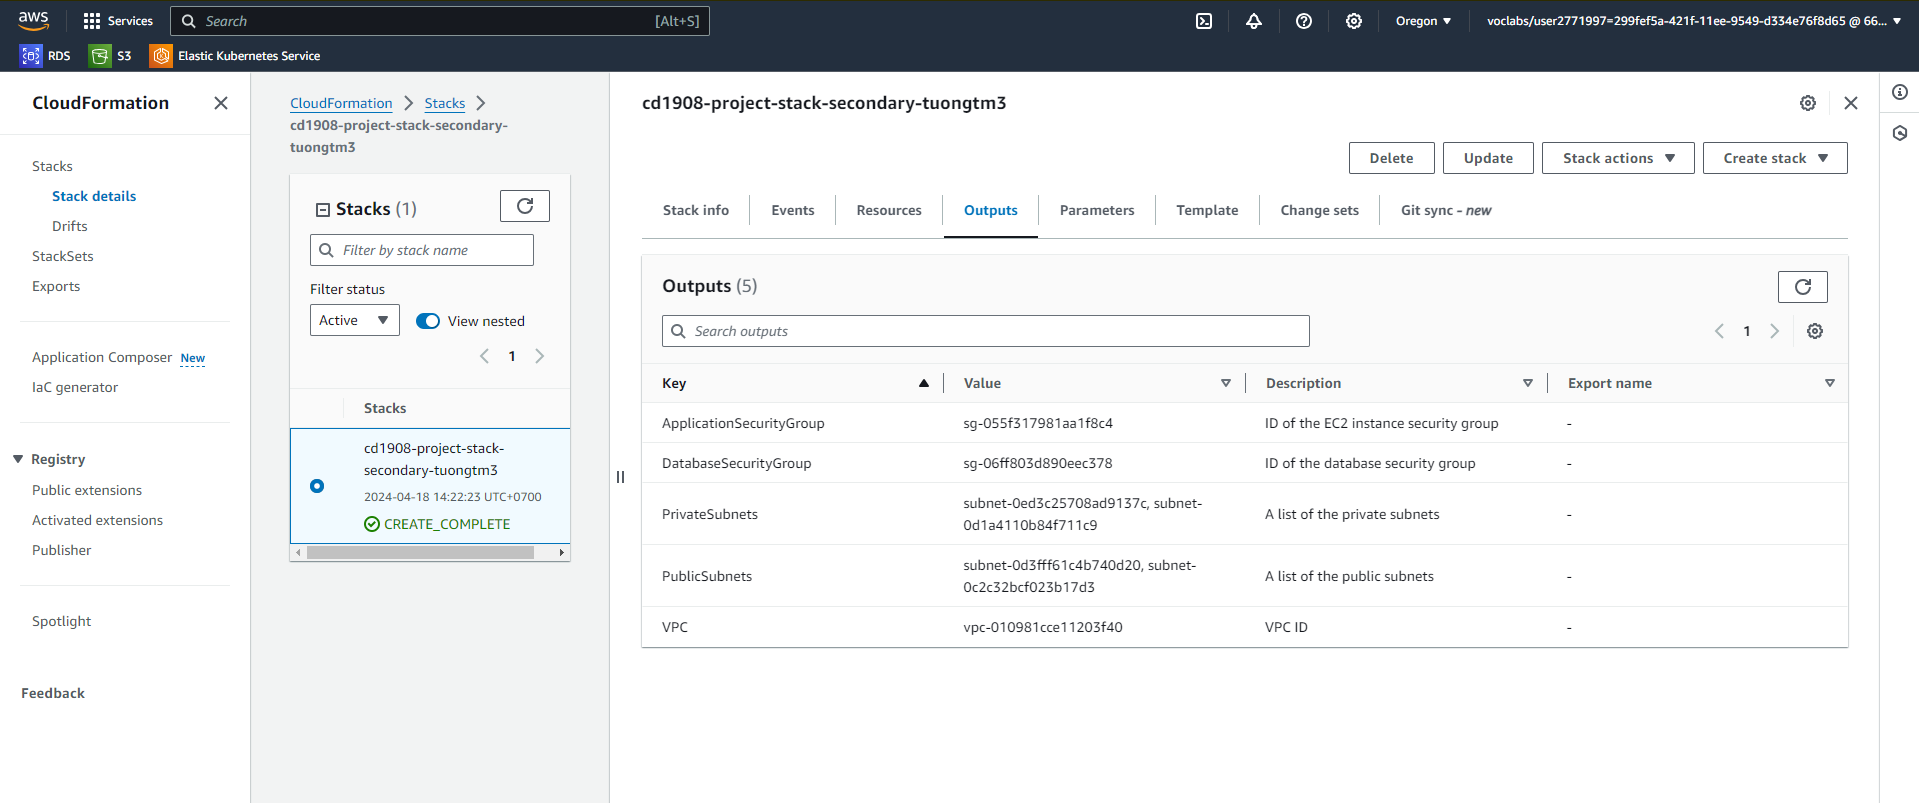 aws
Services
Search
[Alt+S]
Oregon
voclabs/user2771997=299fef5a-421f-11ee-9549-d334e76f8d65 @ 66...
RDS
S3
Elastic Kubernetes Service
CloudFormation
Stacks
Stack details
Drifts
StackSets
Exports
Application Composer New
IaC generator
Registry
Public extensions
Activated extensions
Publisher
Spotlight
Feedback
CloudFormation
Stacks
cd1908-project-stack-secondary-
tuongtm3
Stacks (1)
Filter by stack name
Filter status
Active
View nested
1
Stacks
cd1908-project-stack-
secondary-tuongtm3
2024-04-18 14:22:23 UTC+0700
CREATE_COMPLETE
cd1908-project-stack-secondary-tuongtm3
Delete
Update
Stack actions
Create stack
Stack info
Events
Resources
Outputs
Parameters
Template
Change sets
Git sync - new
Outputs (5)
Search outputs
1
Key
Value
Description
Export name
ApplicationSecurityGroup
sg-055f317981aa1f8c4
ID of the EC2 instance security group
-
DatabaseSecurityGroup
sg-06ff803d890eec378
ID of the database security group
-
PrivateSubnets
subnet-0ed3c25708ad9137c, subnet-
0d1a4110b84f711c9
A list of the private subnets
-
PublicSubnets
subnet-0d3fff61c4b740d20, subnet-
0c2c32bcf023b17d3
A list of the public subnets
-
VPC
vpc-010981cce11203f40
VPC ID
-